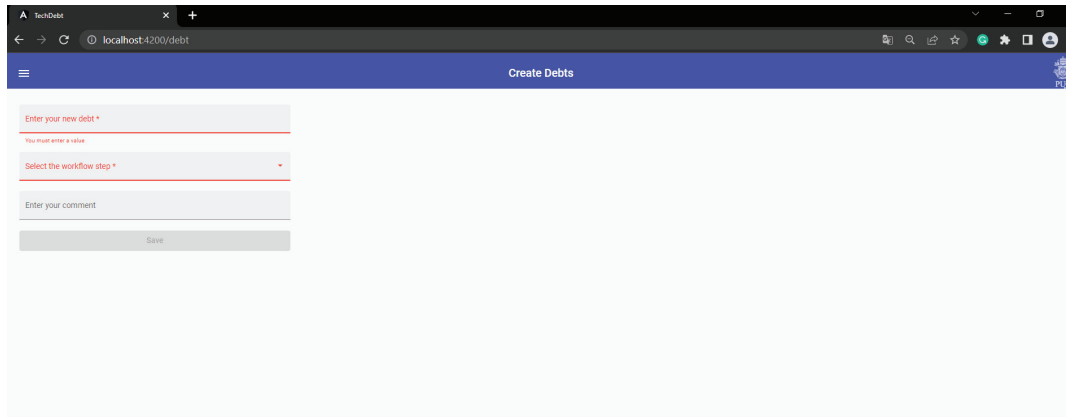 TechDebt
localhost:4200/debt
Create Debts
Enter your new debt *
You must enter a value
Select the workflow step *
Enter your comment
Save